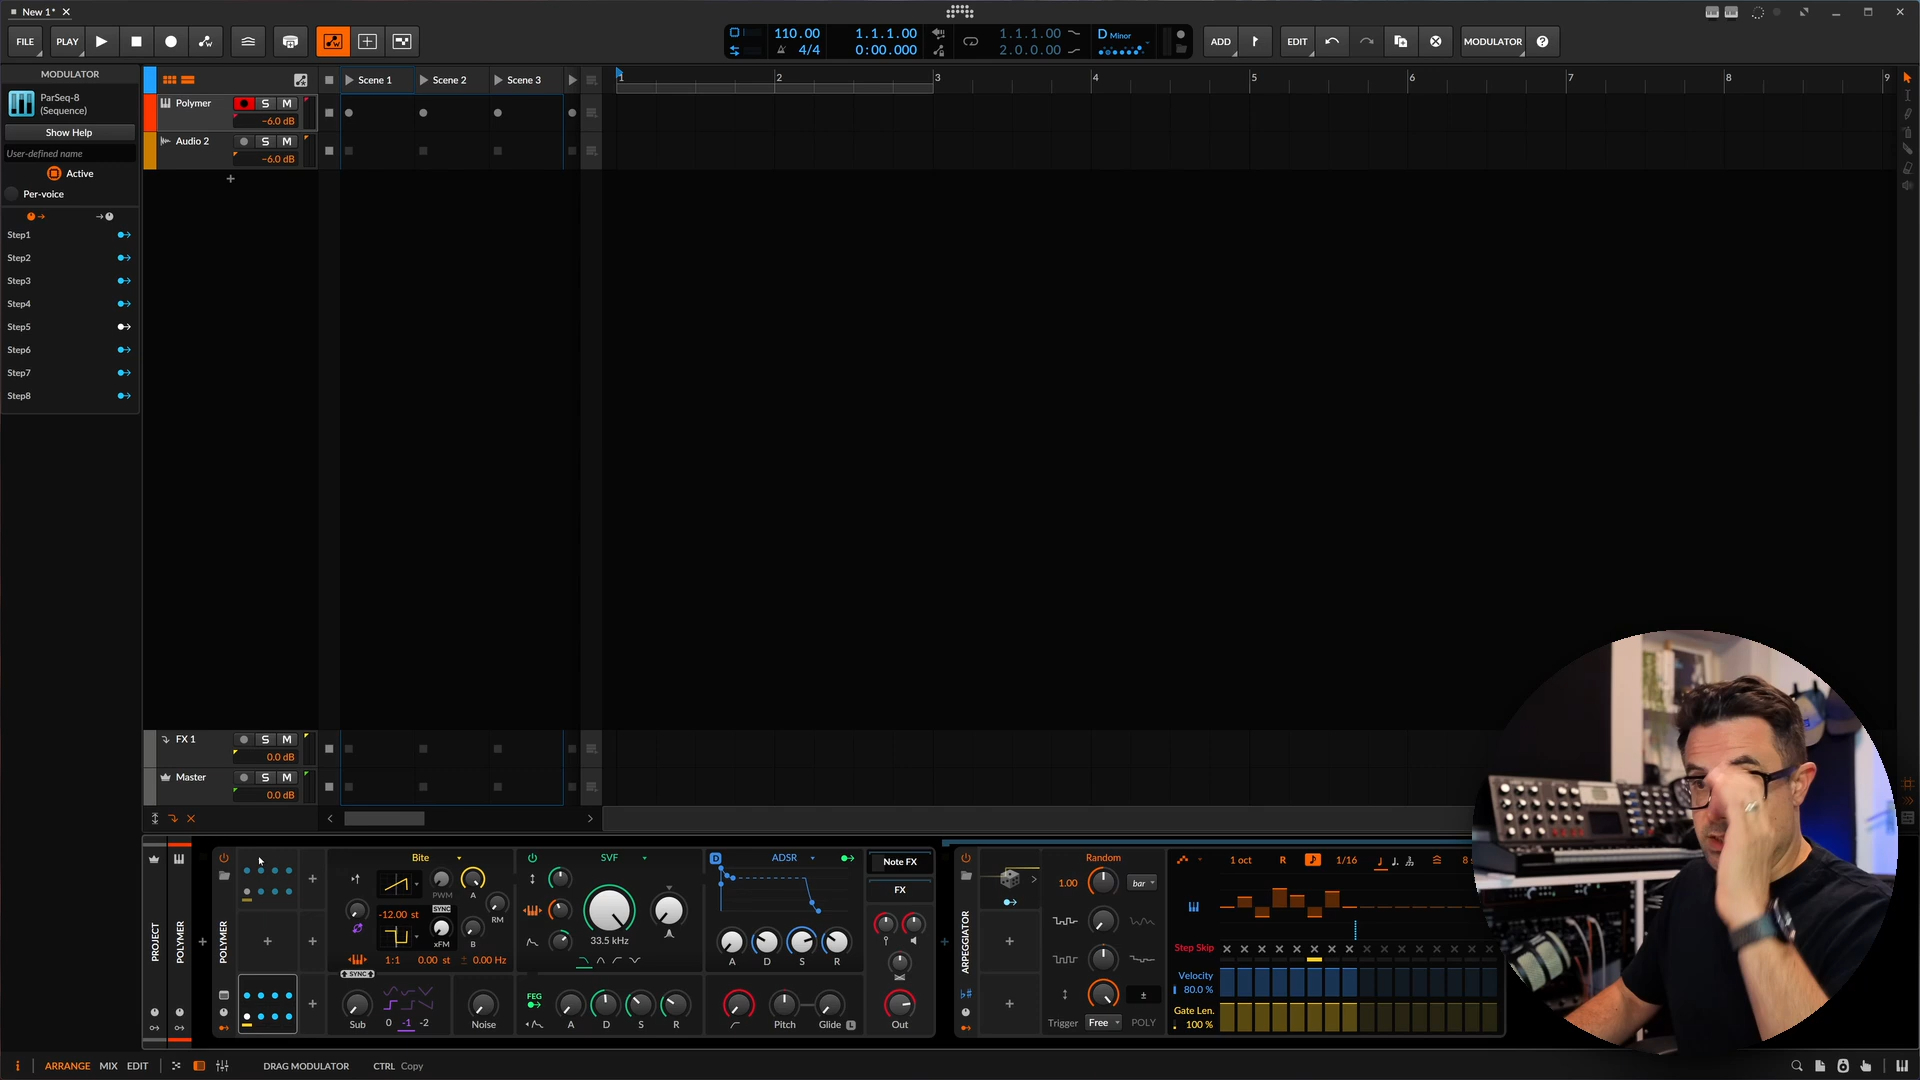 New 1*
FILE PLAY ADD EDIT MODULATOR
110.00 4/4 1.1.1.00 0:00.000 1.1.1.00 2.0.0.00 D Minor
MODULATOR
ParSeq-8
(Sequence)
Show Help
User-defined name
Active
Per-voice
Step1
Step2
Step3
Step4
Step5
Step6
Step7
Step8
Scene 1 Scene 2 Scene 3
1 2 3 4 5 6 7 8 9
Polymer S M
-6.0 dB
Audio 2 S M
-6.0 dB
FX 1 S M
0.0 dB
Master S M
0.0 dB
PROJECT
POLYMER
POLYMER
Bite
PWM A
SYNC
-12.00 st
RM
xFM B
1:1 0.00 st ± 0.00 Hz
SYNC
Sub 0 -1 -2 Noise
SVF
33.5 kHz
FEG
A D S R
D ADSR
A D S R
Pitch Glide L
Note FX
FX
Out
ARPEGGIATOR
Random
1.00 bar
±
Trigger Free POLY
1 oct R 1/16 8
Step Skip
Velocity
80.0 %
Gate Len.
100 %
i ARRANGE MIX EDIT DRAG MODULATOR CTRL Copy